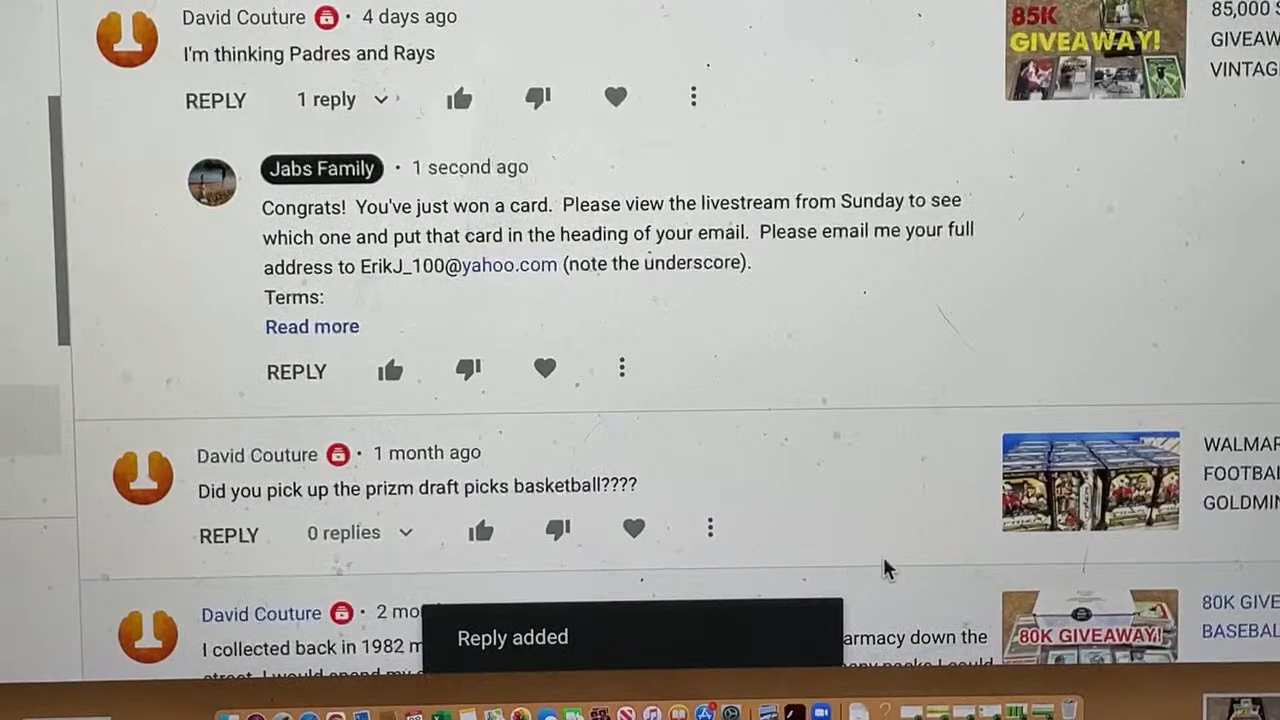 David Couture • 4 days ago
I'm thinking Padres and Rays
REPLY 1 reply
85K
GIVEAWAY!
85,000
GIVEAW
VINTAG
Jabs Family • 1 second ago
Congrats! You've just won a card. Please view the livestream from Sunday to see
which one and put that card in the heading of your email. Please email me your full
address to ErikJ_100@yahoo.com (note the underscore).
Terms:
Read more
REPLY
David Couture • 1 month ago
Did you pick up the prizm draft picks basketball????
REPLY 0 replies
WALMAR
FOOTBAL
GOLDMIN
David Couture • 2 mo
I collected back in 1982 m
armacy down the
Reply added
80K GIVEAWAY!
80K GIVE
BASEBAL